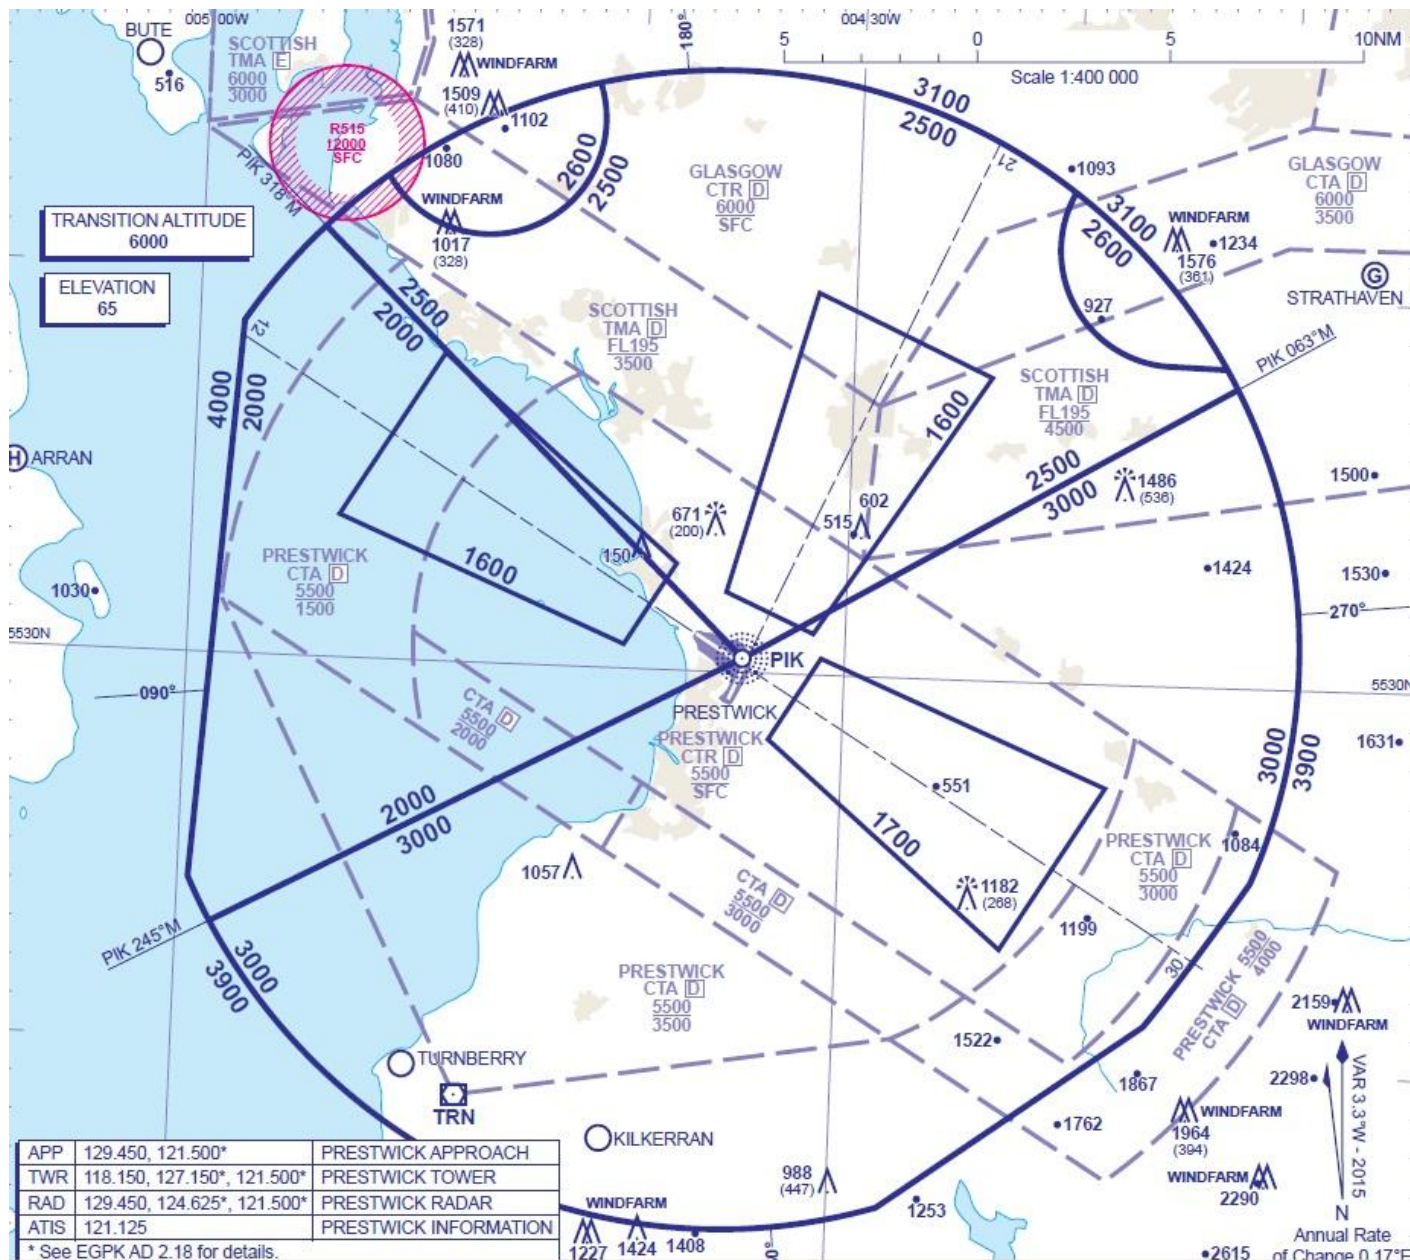 005 00W
BUTE
516
SCOTTISH
TMA E
6000
3000
1571
(328)
WINDFARM
1509
(410)
1102
1080
180°
004 30W
5
0
5
10NM
Scale 1:400 000
3100
2500
2600
2500
R515
12000
SFC
PIK 318°M
WINDFARM
1017
(328)
GLASGOW
CTR D
6000
SFC
21
1093
3100
2600
GLASGOW
CTA D
6000
3500
WINDFARM
1234
1576
(361)
G
STRATHAVEN
927
TRANSITION ALTITUDE
6000
ELEVATION
65
12
2500
2000
4000
2000
SCOTTISH
TMA D
FL195
3500
PIK 063°M
SCOTTISH
TMA D
FL195
4500
1600
H ARRAN
2500
3000
1486
(536)
1500
671
(200)
602
515
150
1600
PRESTWICK
CTA D
5500
1500
1030
1424
1530
270°
5530N
PIK
5530N
090°
CTA D
5500
2000
PRESTWICK
PRESTWICK
CTR D
5500
SFC
1631
3000
3900
551
2000
3000
1700
1084
PRESTWICK
CTA D
5500
3000
1057
1182
(268)
CTA D
5500
3000
1199
PIK 245°M
3000
3900
30
PRESTWICK 5500
CTA D 4000
PRESTWICK
CTA D
5500
3500
2159
WINDFARM
1522
TURNBERRY
TRN
1867
2298
VAR 3.3°W - 2015
N
WINDFARM
1964
(394)
1762
KILKERRAN
988
(447)
WINDFARM
2290
1253
WINDFARM
1227
1424
1408
Annual Rate
of Change 0.17°E
2615
APP 129.450, 121.500* PRESTWICK APPROACH
TWR 118.150, 127.150*, 121.500* PRESTWICK TOWER
RAD 129.450, 124.625*, 121.500* PRESTWICK RADAR
ATIS 121.125 PRESTWICK INFORMATION
* See EGPK AD 2.18 for details.